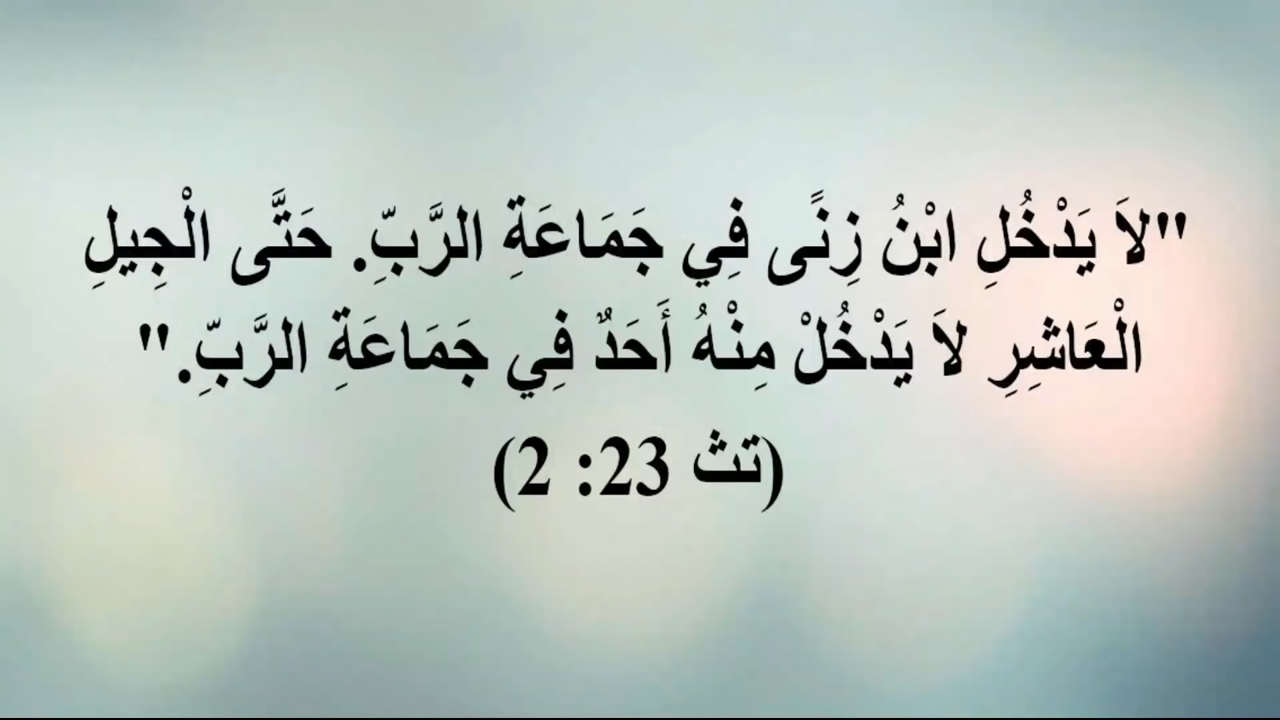 "لاَ يَدْخُلِ ابْنُ زِنًى فِي جَمَاعَةِ الرَّبِّ. حَتَّى الْجِيلِ
الْعَاشِرِ لاَ يَدْخُلْ مِنْهُ أَحَدٌ فِي جَمَاعَةِ الرَّبِّ."
(تث 23: 2)